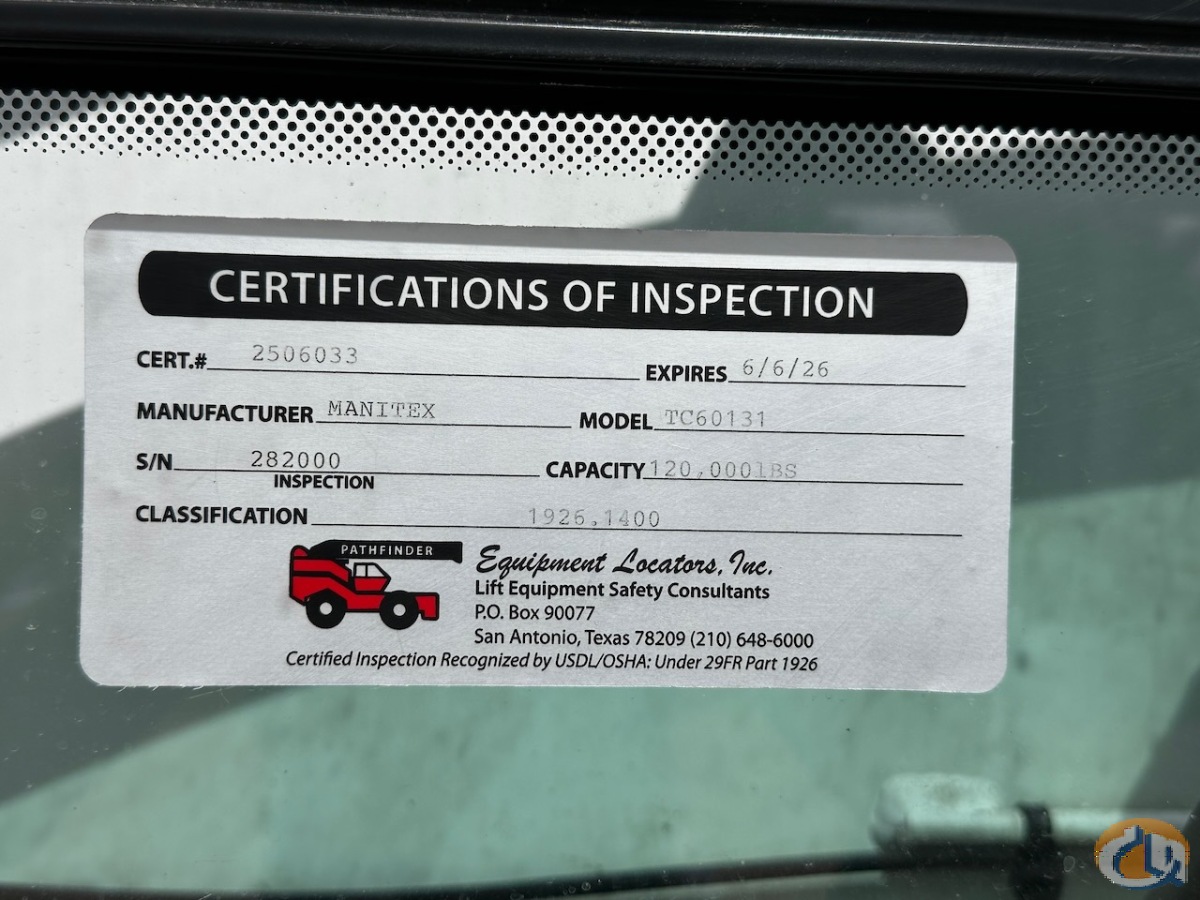 CERTIFICATIONS OF INSPECTION
CERT.# 2506033 EXPIRES 6/6/26
MANUFACTURER MANITEX MODEL TC60131
S/N 282000 CAPACITY 120,000lBS
INSPECTION
CLASSIFICATION 1926.1400
PATHFINDER
Equipment Locators, Inc.
Lift Equipment Safety Consultants
P.O. Box 90077
San Antonio, Texas 78209 (210) 648-6000
Certified Inspection Recognized by USDL/OSHA: Under 29FR Part 1926